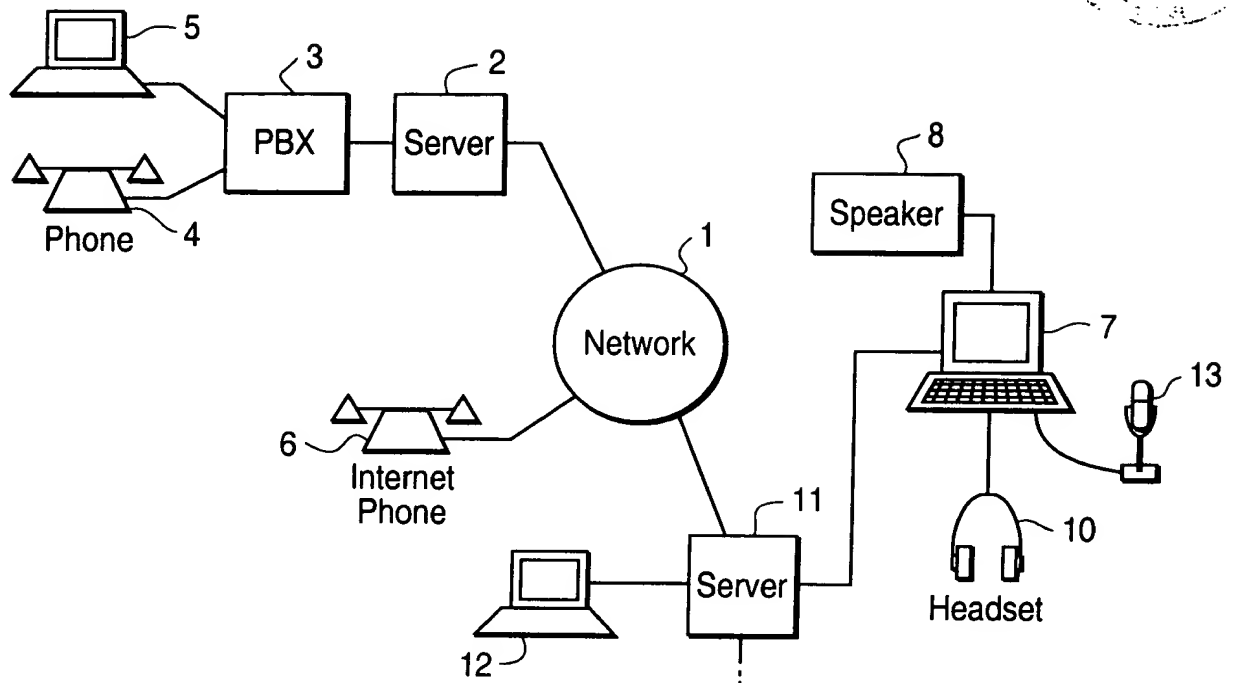 5
3
2
PBX
Server
8
Speaker
4
Phone
1
Network
7
13
6
Internet
Phone
11
10
Server
Headset
12